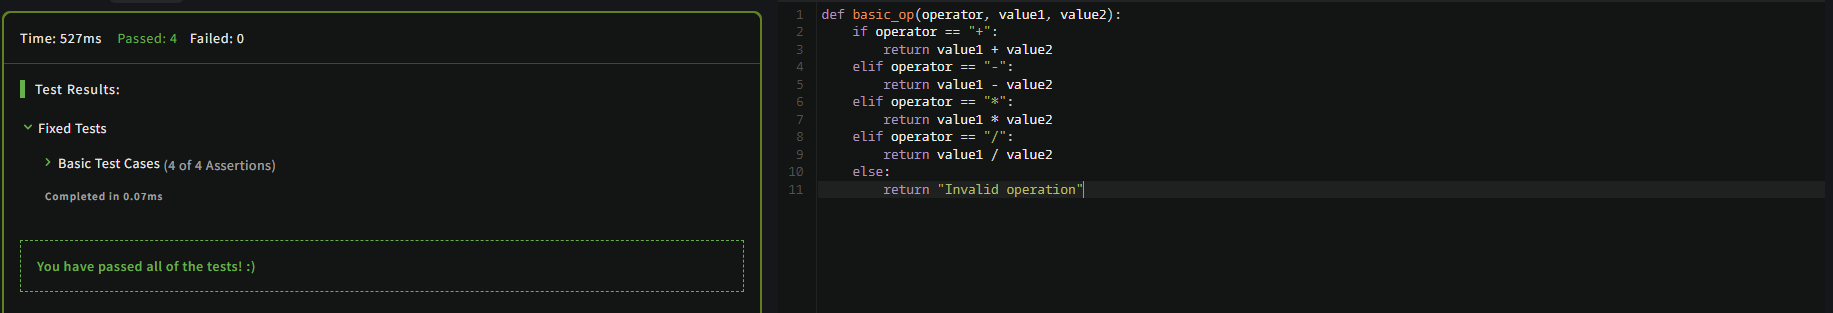 Time: 527ms Passed: 4 Failed: 0
Test Results:
Fixed Tests
Basic Test Cases (4 of 4 Assertions)
Completed in 0.07ms
You have passed all of the tests! :)
1 def basic_op(operator, value1, value2):
2     if operator == "+":
3         return value1 + value2
4     elif operator == "-":
5         return value1 - value2
6     elif operator == "*":
7         return value1 * value2
8     elif operator == "/":
9         return value1 / value2
10     else:
11         return "Invalid operation"